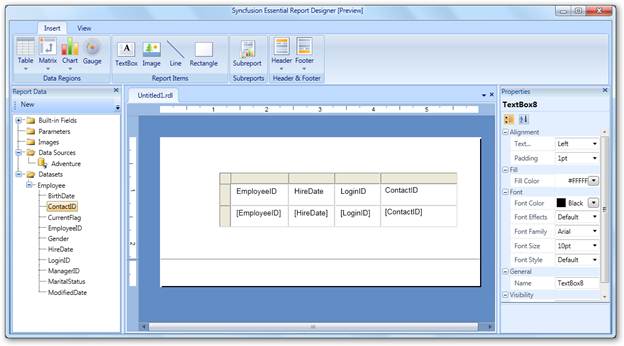 Syncfusion Essential Report Designer [Preview]
Insert View
Table Matrix Chart Gauge
Data Regions
TextBox Image Line Rectangle
Report Items
Subreport
Subreports
Header Footer
Header & Footer
Report Data
New
Built-in Fields
Parameters
Images
Data Sources
Adventure
Datasets
Employee
BirthDate
ContactID
CurrentFlag
EmployeeID
Gender
HireDate
LoginID
ManagerID
MaritalStatus
ModifiedDate
Untitled1.rdl
1 2 3 4 5
1
2
EmployeeID HireDate LoginID ContactID
[EmployeeID] [HireDate] [LoginID] [ContactID]
Properties
TextBox8
Alignment
Text... Left
Padding 1pt
Fill
Fill Color #FFFFF
Font
Font Color Black
Font Effects Default
Font Family Arial
Font Size 10pt
Font Style Default
General
Name TextBox8
Visibility